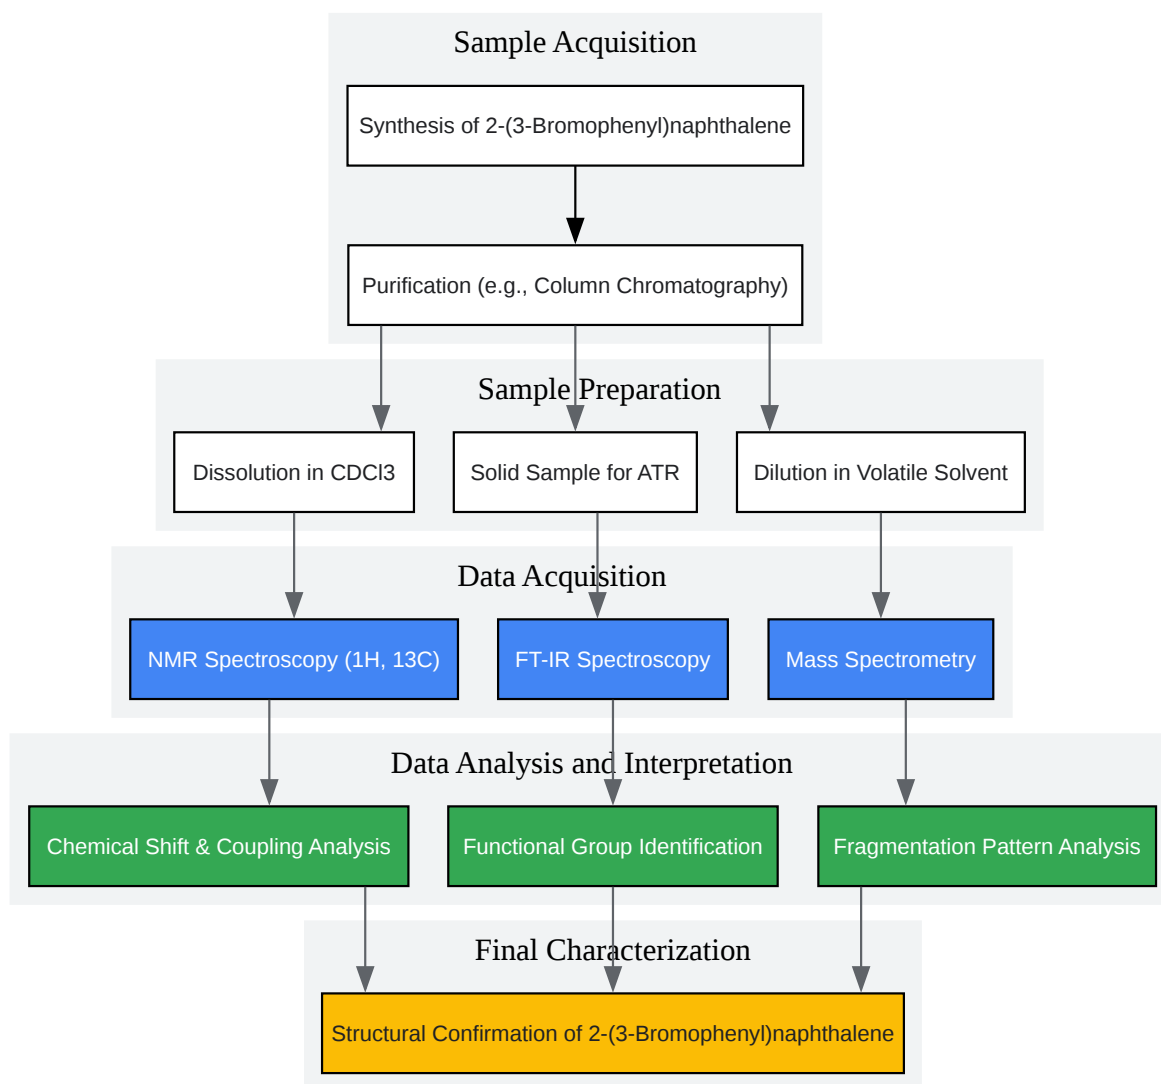 Sample Acquisition
Synthesis of 2-(3-Bromophenyl)naphthalene
Purification (e.g., Column Chromatography)
Sample Preparation
Dissolution in CDCl3
Solid Sample for ATR
Dilution in Volatile Solvent
Data Acquisition
NMR Spectroscopy (1H, 13C)
FT-IR Spectroscopy
Mass Spectrometry
Data Analysis and Interpretation
Chemical Shift & Coupling Analysis
Functional Group Identification
Fragmentation Pattern Analysis
Final Characterization
Structural Confirmation of 2-(3-Bromophenyl)naphthalene